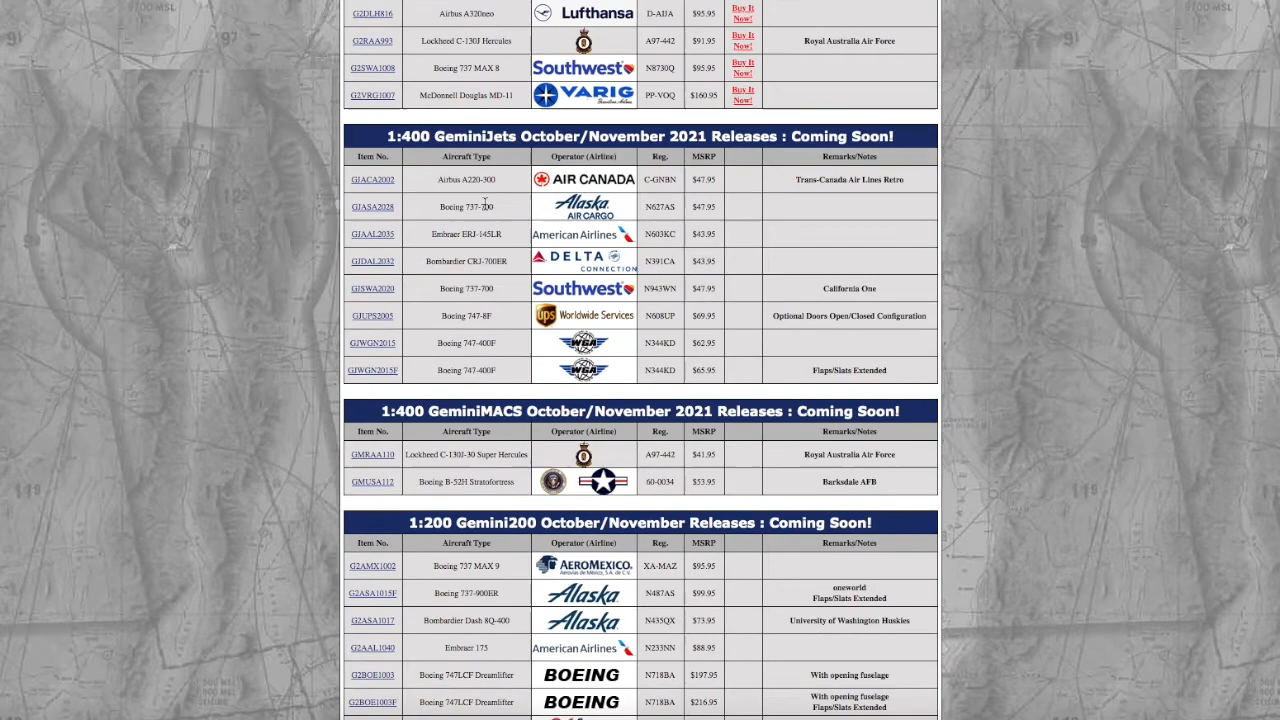 G2DLH816 Airbus A320neo Lufthansa D-AIJA $95.95 Buy It Now!
G2RAA993 Lockheed C-130J Hercules A97-442 $91.95 Buy It Now! Royal Australia Air Force
G2SWA1008 Boeing 737 MAX 8 Southwest N8730Q $95.95 Buy It Now!
G2VRG1007 McDonnell Douglas MD-11 VARIG PP-VOQ $160.95 Buy It Now!
1:400 GeminiJets October/November 2021 Releases : Coming Soon!
Item No. Aircraft Type Operator (Airline) Reg. MSRP Remarks/Notes
GJACA2002 Airbus A220-300 AIR CANADA C-GNBN $47.95 Trans-Canada Air Lines Retro
GJASA2028 Boeing 737-700 Alaska AIR CARGO N627AS $47.95
GJAAL2035 Embraer ERJ-145LR American Airlines N603KC $43.95
GJDAL2032 Bombardier CRJ-700ER DELTA CONNECTION N391CA $43.95
GJSWA2020 Boeing 737-700 Southwest N943WN $47.95 California One
GJUPS2005 Boeing 747-8F ups Worldwide Services N608UP $69.95 Optional Doors Open/Closed Configuration
GJWGN2015 Boeing 747-400F WGA N344KD $62.95
GJWGN2015F Boeing 747-400F WGA N344KD $65.95 Flaps/Slats Extended
1:400 GeminiMACS October/November 2021 Releases : Coming Soon!
Item No. Aircraft Type Operator (Airline) Reg. MSRP Remarks/Notes
GMRAA110 Lockheed C-130J-30 Super Hercules A97-442 $41.95 Royal Australia Air Force
GMUSA112 Boeing B-52H Stratofortress 60-0034 $53.95 Barksdale AFB
1:200 Gemini200 October/November Releases : Coming Soon!
Item No. Aircraft Type Operator (Airline) Reg. MSRP Remarks/Notes
G2AMX1002 Boeing 737 MAX 9 AEROMEXICO. XA-MAZ $95.95
G2ASA1015F Boeing 737-900ER Alaska N487AS $99.95 oneworld Flaps/Slats Extended
G2ASA1017 Bombardier Dash 8Q-400 Alaska N435QX $73.95 University of Washington Huskies
G2AAL1040 Embraer 175 American Airlines N233NN $88.95
G2BOE1003 Boeing 747LCF Dreamlifter BOEING N718BA $197.95 With opening fuselage
G2BOE1003F Boeing 747LCF Dreamlifter BOEING N718BA $216.95 With opening fuselage Flaps/Slats Extended